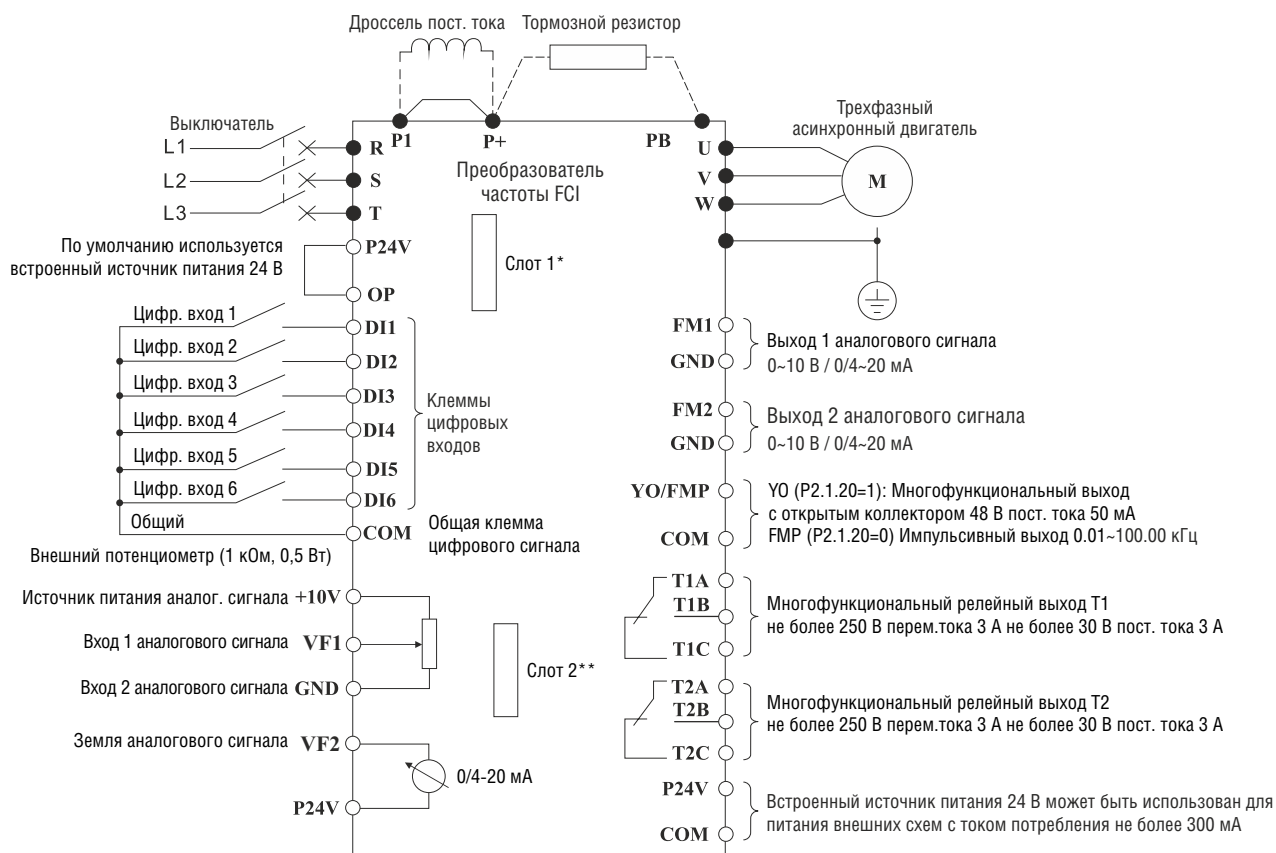 Дроссель пост. тока
Тормозной резистор
Выключатель
L1
L2
L3
R
S
T
P1
P+
PB
Преобразователь
частоты FCI
U
V
W
Трехфазный
асинхронный двигатель
M
По умолчанию используется
встроенный источник питания 24 В
P24V
OP
Слот 1*
Цифр. вход 1
DI1
Цифр. вход 2
DI2
Цифр. вход 3
DI3
Цифр. вход 4
DI4
Цифр. вход 5
DI5
Цифр. вход 6
DI6
Клеммы
цифровых
входов
Общий
COM
Общая клемма
цифрового сигнала
Внешний потенциометр (1 кОм, 0,5 Вт)
Источник питания аналог. сигнала +10V
Вход 1 аналогового сигнала VF1
Вход 2 аналогового сигнала GND
Земля аналогового сигнала VF2
0/4-20 мА
P24V
Слот 2**
FM1
GND
Выход 1 аналогового сигнала
0~10 В / 0/4~20 мА
FM2
GND
Выход 2 аналогового сигнала
0~10 В / 0/4~20 мА
YO/FMP
COM
YO (P2.1.20=1): Многофункциональный выход
с открытым коллектором 48 В пост. тока 50 мА
FMP (P2.1.20=0) Импульсивный выход 0.01~100.00 кГц
T1A
T1B
T1C
Многофункциональный релейный выход T1
не более 250 В перем.тока 3 А не более 30 В пост. тока 3 А
T2A
T2B
T2C
Многофункциональный релейный выход T2
не более 250 В перем.тока 3 А не более 30 В пост. тока 3 А
P24V
COM
Встроенный источник питания 24 В может быть использован для
питания внешних схем с током потребления не более 300 мА